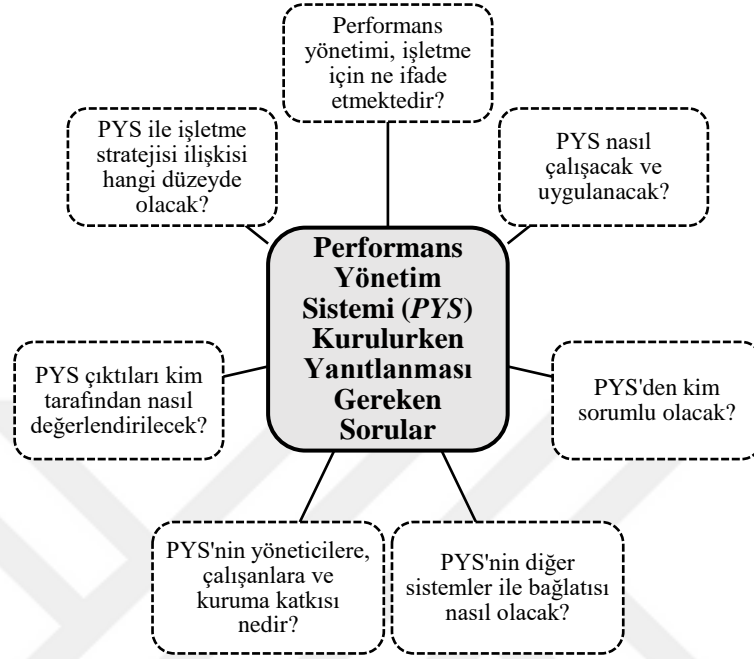 Performans
yönetimi, işletme
için ne ifade
etmektedir?
PYS nasıl
çalışacak ve
uygulanacak?
PYS'den kim
sorumlu olacak?
PYS'nin diğer
sistemler ile bağlatısı
nasıl olacak?
PYS'nin yöneticilere,
çalışanlara ve
kuruma katkısı
nedir?
PYS çıktıları kim
tarafından nasıl
değerlendirilecek?
PYS ile işletme
stratejisi ilişkisi
hangi düzeyde
olacak?
Performans
Yönetim
Sistemi (PYS)
Kurulurken
Yanıtlanması
Gereken
Sorular